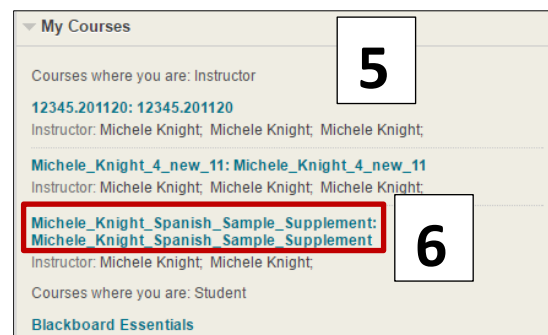 My Courses
5
Courses where you are: Instructor
12345.201120: 12345.201120
Instructor: Michele Knight; Michele Knight; Michele Knight;
Michele_Knight_4_new_11: Michele_Knight_4_new_11
Instructor: Michele Knight; Michele Knight; Michele Knight;
Michele_Knight_Spanish_Sample_Supplement:
Michele_Knight_Spanish_Sample_Supplement
6
Instructor: Michele Knight; Michele Knight;
Courses where you are: Student
Blackboard Essentials